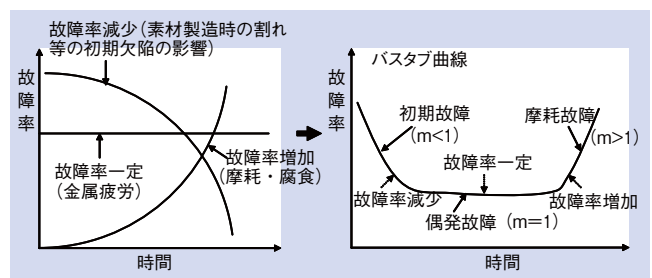 故障率減少(素材製造時の割れ
等の初期欠陥の影響)
故
障
率
故障率一定
(金属疲労)
故障率増加
(摩耗・腐食)
時間
バスタブ曲線
故
障
率
初期故障
(m<1)
摩耗故障
(m>1)
故障率一定
故障率減少
故障率増加
偶発故障 (m=1)
時間